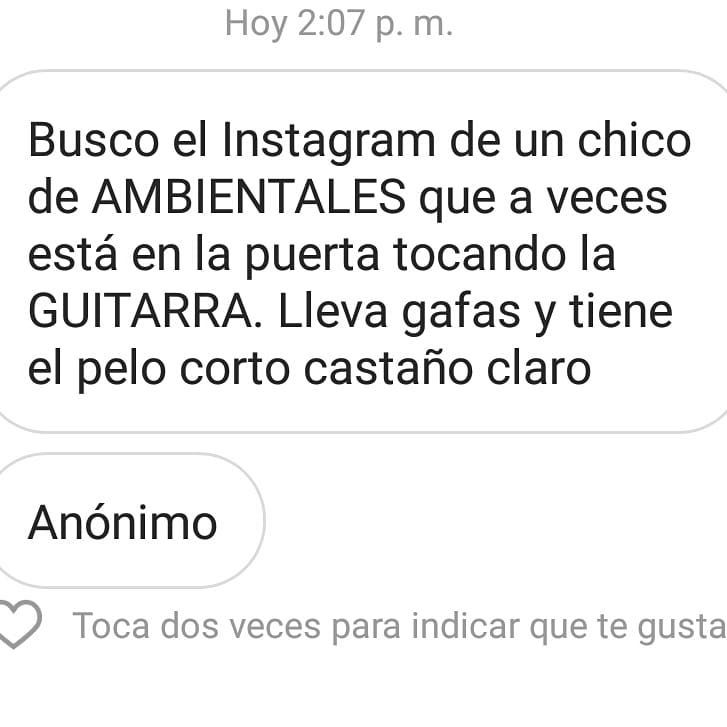 Hoy 2:07 p. m.
Busco el Instagram de un chico
de AMBIENTALES que a veces
está en la puerta tocando la
GUITARRA. Lleva gafas y tiene
el pelo corto castaño claro
Anónimo
Toca dos veces para indicar que te gusta